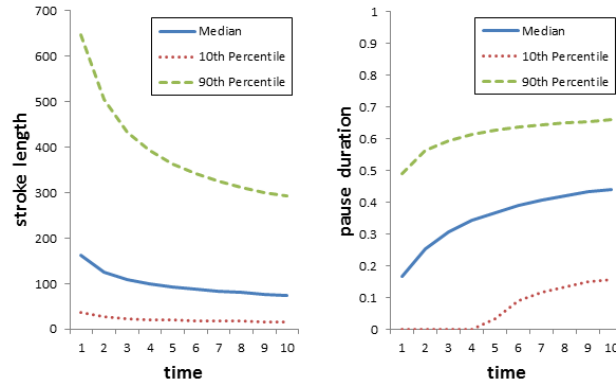 700
600
500
400
300
200
100
0
stroke length
1 2 3 4 5 6 7 8 9 10
time
Median
10th Percentile
90th Percentile
1
0.9
0.8
0.7
0.6
0.5
0.4
0.3
0.2
0.1
0
pause duration
1 2 3 4 5 6 7 8 9 10
time
Median
10th Percentile
90th Percentile